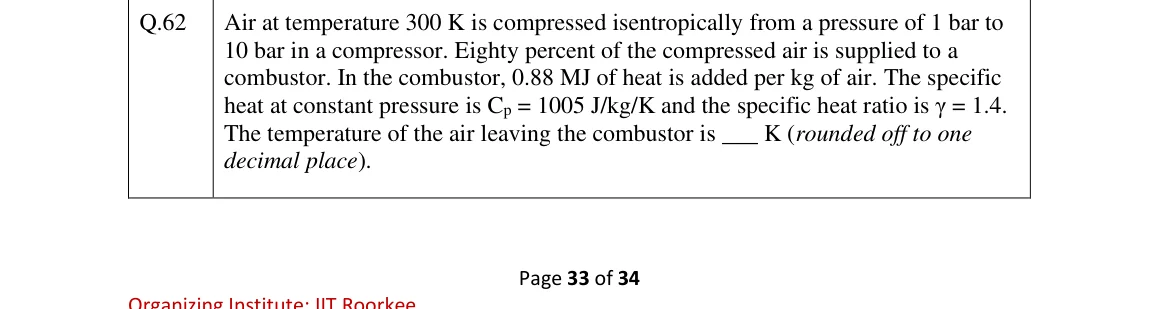 Q.62 Air at temperature 300 K is compressed isentropically from a pressure of 1 bar to
10 bar in a compressor. Eighty percent of the compressed air is supplied to a
combustor. In the combustor, 0.88 MJ of heat is added per kg of air. The specific
heat at constant pressure is Cₚ = 1005 J/kg/K and the specific heat ratio is γ = 1.4.
The temperature of the air leaving the combustor is ___ K (rounded off to one
decimal place).
Page 33 of 34
Organizing Institute: IIT Roorkee